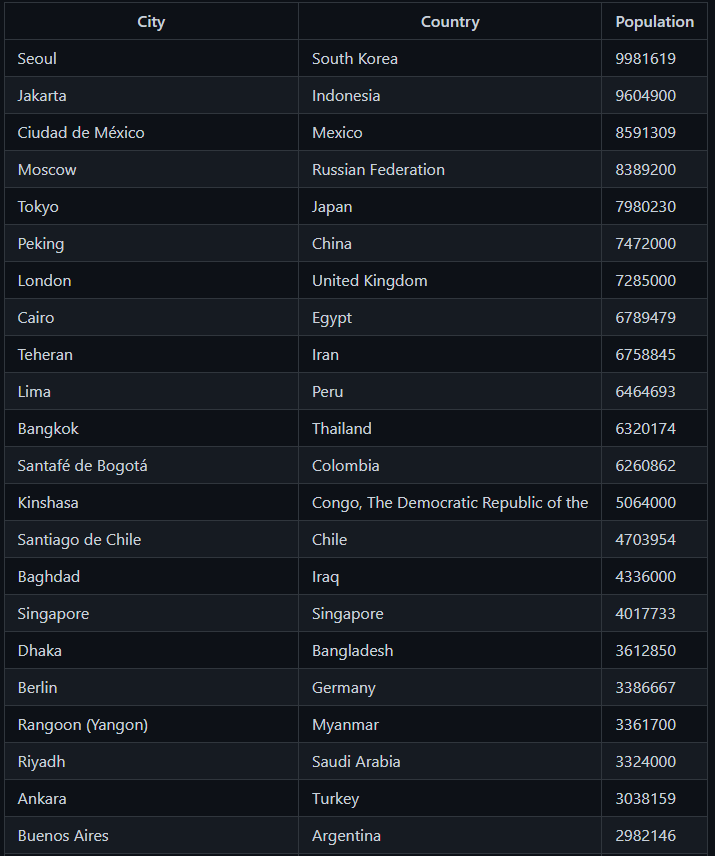 City Country Population
Seoul South Korea 9981619
Jakarta Indonesia 9604900
Ciudad de México Mexico 8591309
Moscow Russian Federation 8389200
Tokyo Japan 7980230
Peking China 7472000
London United Kingdom 7285000
Cairo Egypt 6789479
Teheran Iran 6758845
Lima Peru 6464693
Bangkok Thailand 6320174
Santafé de Bogotá Colombia 6260862
Kinshasa Congo, The Democratic Republic of the 5064000
Santiago de Chile Chile 4703954
Baghdad Iraq 4336000
Singapore Singapore 4017733
Dhaka Bangladesh 3612850
Berlin Germany 3386667
Rangoon (Yangon) Myanmar 3361700
Riyadh Saudi Arabia 3324000
Ankara Turkey 3038159
Buenos Aires Argentina 2982146